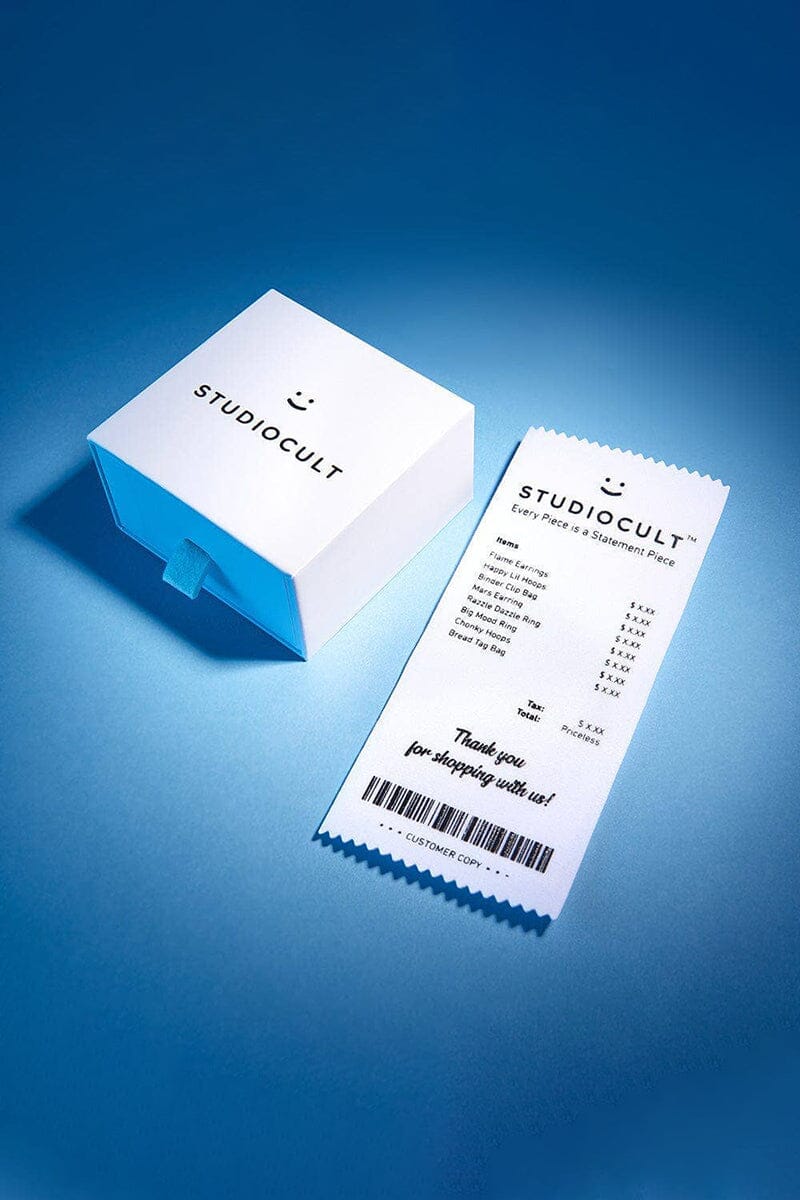 STUDIOCULT
STUDIOCULT™
Every Piece is a Statement Piece
Items
Flame Earrings
Happy Lil Hoops
Binder Clip Bag
Mars Earring
Razzle Dazzle Ring
Big Mood Ring
Chonky Hoops
Bread Tag Bag
$ X.XX
$ X.XX
$ X.XX
$ X.XX
$ X.XX
$ X.XX
$ X.XX
$ X.XX
Tax: $ X.XX
Total: Priceless
Thank you
for shopping with us!
• • • CUSTOMER COPY • • •